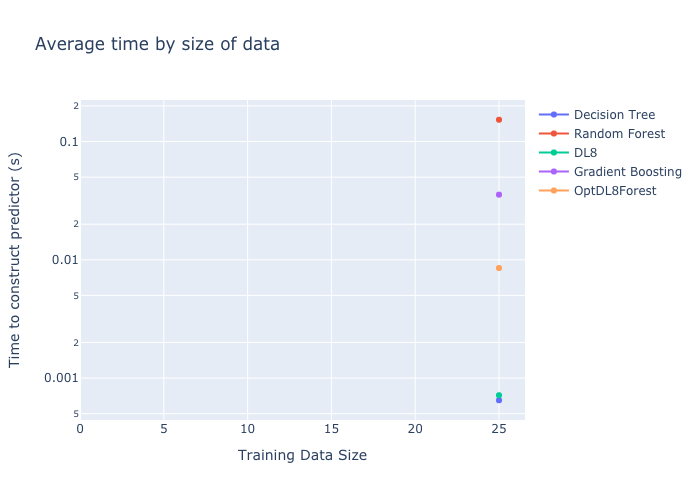 Average time by size of data
Time to construct predictor (s)
2
0.1
5
2
0.01
5
2
0.001
5
0
5
10
15
20
25
Training Data Size
Decision Tree
Random Forest
DL8
Gradient Boosting
OptDL8Forest